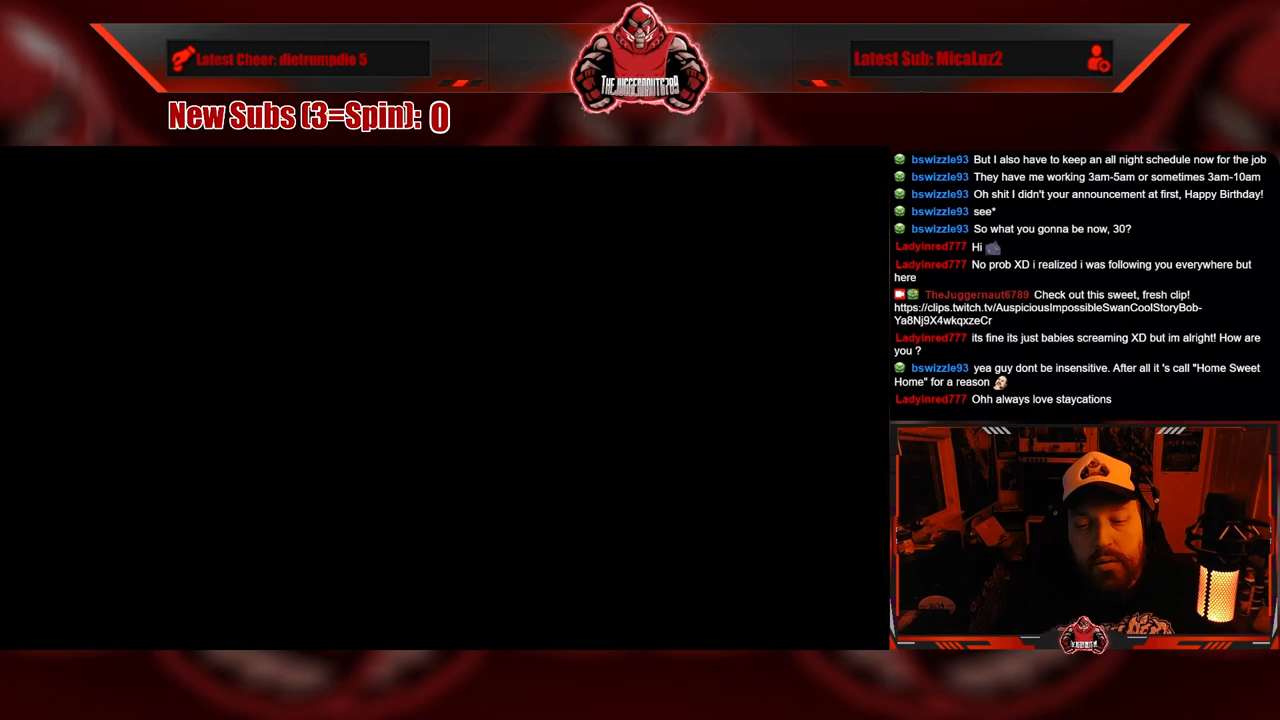 Latest Cheer: dietrumpdie 5
THEJUGGERNAUT6789
Latest Sub: MicaLuz2
New Subs (3=Spin): 0
bswizzle93 But I also have to keep an all night schedule now for the job
bswizzle93 They have me working 3am-5am or sometimes 3am-10am
bswizzle93 Oh shit I didn't your announcement at first, Happy Birthday!
bswizzle93 see*
bswizzle93 So what you gonna be now, 30?
LadyInred777 Hi
LadyInred777 No prob XD i realized i was following you everywhere but
here
TheJuggernaut6789 Check out this sweet, fresh clip!
https://clips.twitch.tv/AuspiciousImpossibleSwanCoolStoryBob-
Ya8Nj9X4wkqxzeCr
LadyInred777 its fine its just babies screaming XD but im alright! How are
you ?
bswizzle93 yea guy dont be insensitive. After all it 's call "Home Sweet
Home" for a reason
LadyInred777 Ohh always love staycations